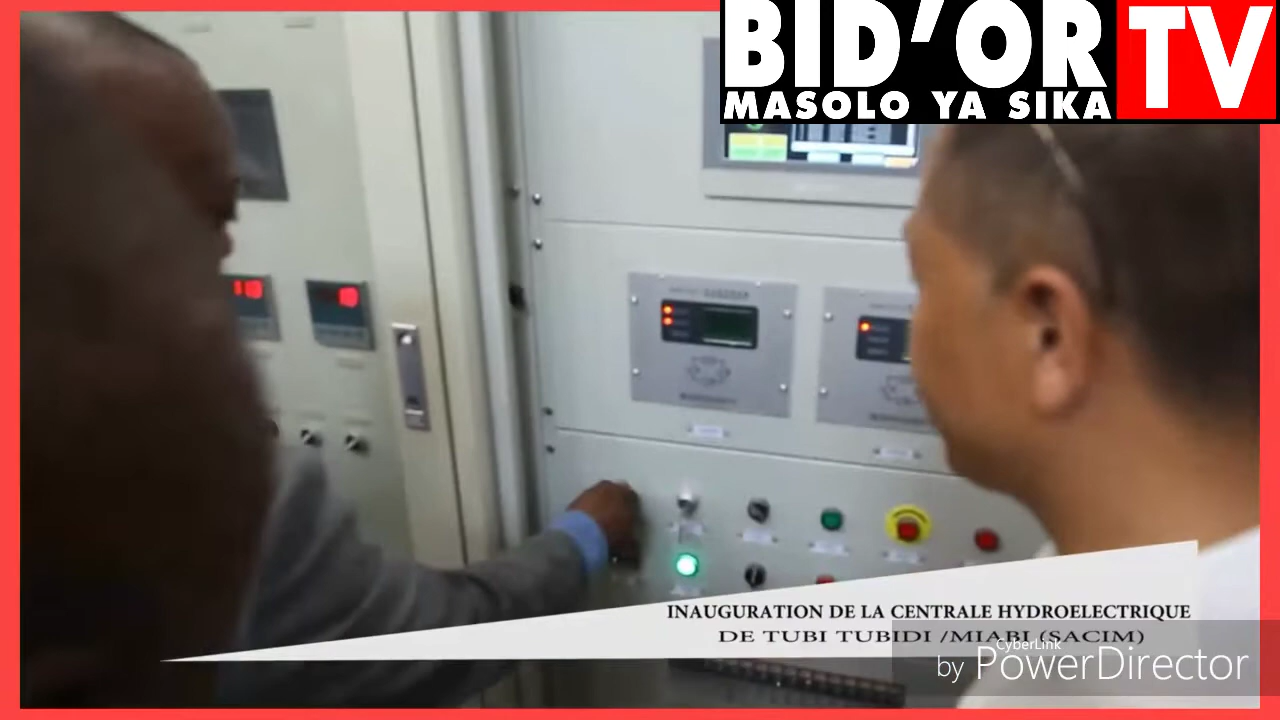 BID'OR TV
MASOLO YA SIKA
INAUGURATION DE LA CENTRALE HYDROELECTRIQUE
DE TUBI TUBIDI /MIABI (SACIM)
CyberLink
by PowerDirector